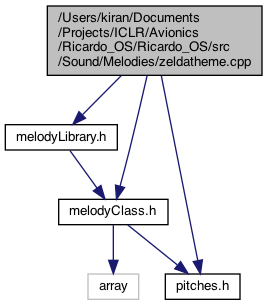 /Users/kiran/Documents
/Projects/ICLR/Avionics
/Ricardo_OS/Ricardo_OS/src
/Sound/Melodies/zeldatheme.cpp
melodyLibrary.h
melodyClass.h
array
pitches.h